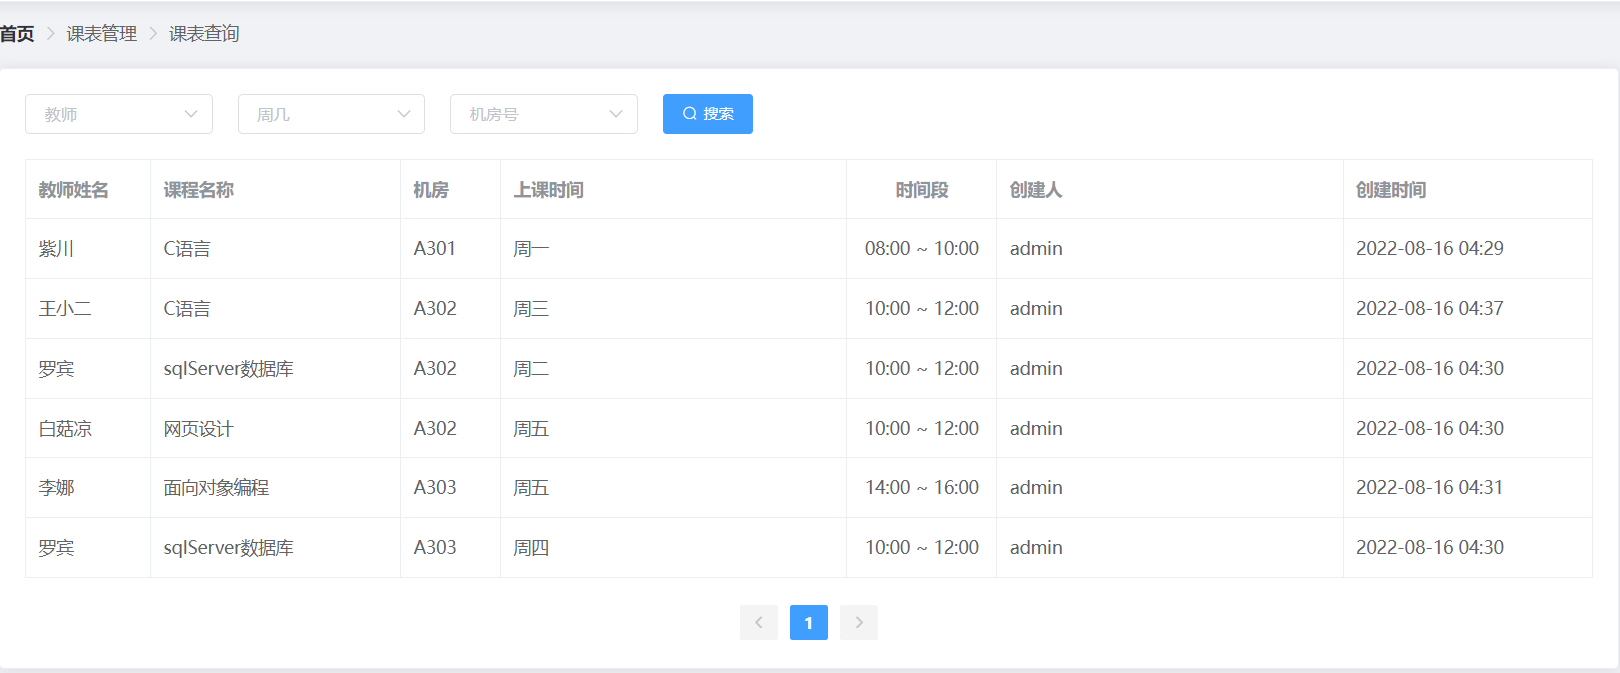 首页 > 课表管理 > 课表查询
教师 周几 机房号 搜索
教师姓名 课程名称 机房 上课时间 时间段 创建人 创建时间
紫川 C语言 A301 周一 08:00 ~ 10:00 admin 2022-08-16 04:29
王小二 C语言 A302 周三 10:00 ~ 12:00 admin 2022-08-16 04:37
罗宾 sqlServer数据库 A302 周二 10:00 ~ 12:00 admin 2022-08-16 04:30
白菇凉 网页设计 A302 周五 10:00 ~ 12:00 admin 2022-08-16 04:30
李娜 面向对象编程 A303 周五 14:00 ~ 16:00 admin 2022-08-16 04:31
罗宾 sqlServer数据库 A303 周四 10:00 ~ 12:00 admin 2022-08-16 04:30
1